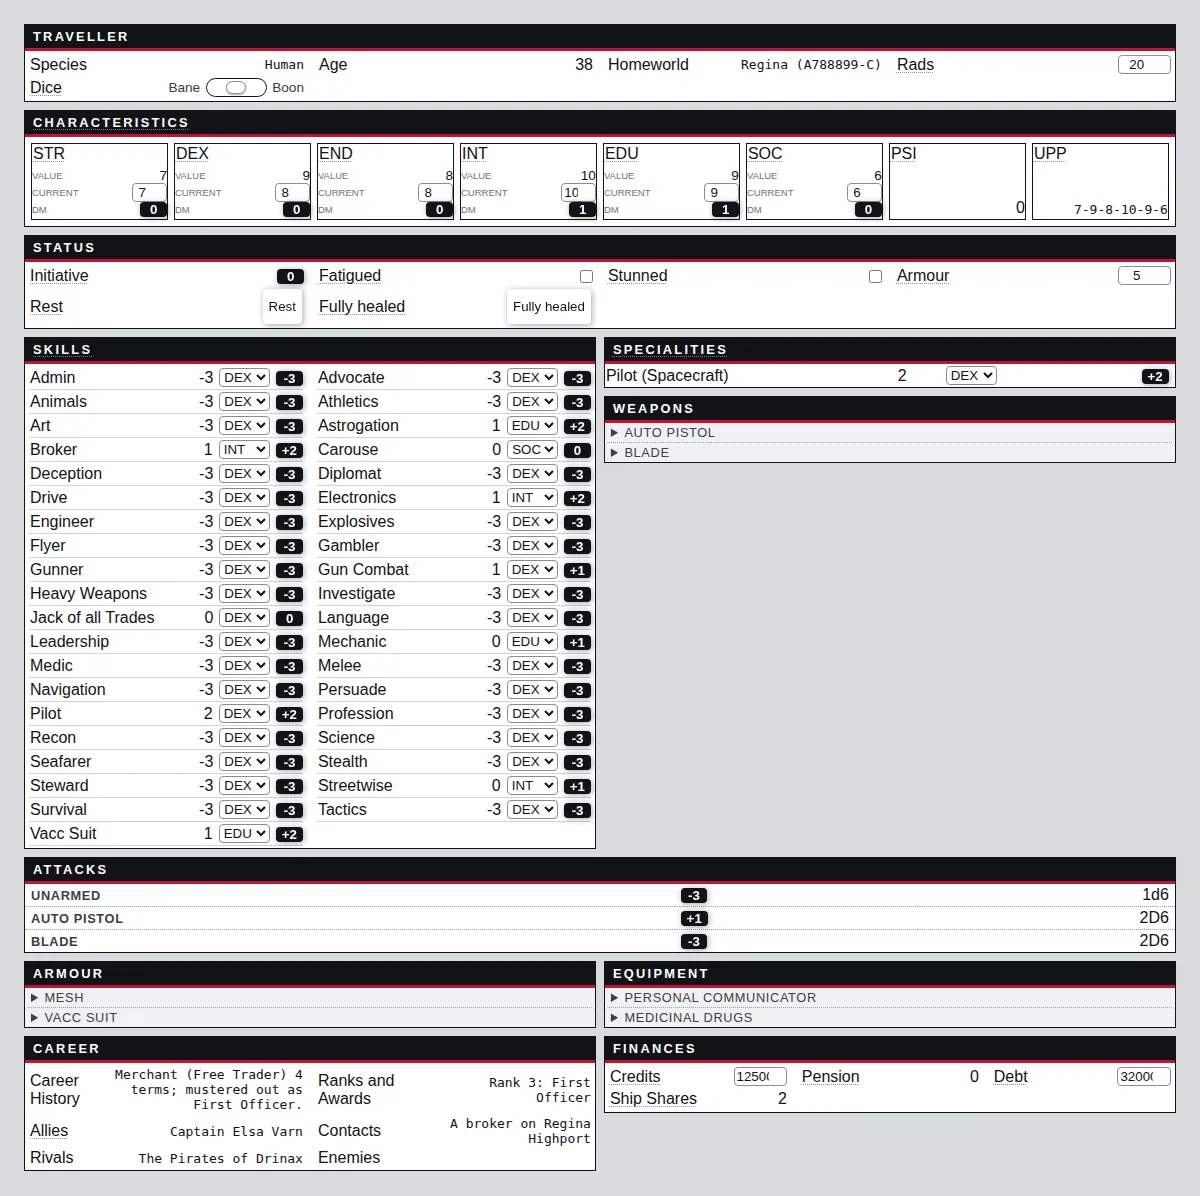 TRAVELLER
Species Human Age 38 Homeworld Regina (A788899-C) Rads 20
Dice Bane Boon
CHARACTERISTICS
STR DEX END INT EDU SOC PSI UPP
VALUE 7 VALUE 9 VALUE 8 VALUE 10 VALUE 9 VALUE 6
CURRENT 7 CURRENT 8 CURRENT 8 CURRENT 10 CURRENT 9 CURRENT 6
DM 0 DM 0 DM 0 DM 1 DM 1 DM 0 0 7-9-8-10-9-6
STATUS
Initiative 0 Fatigued Stunned Armour 5
Rest Rest Fully healed Fully healed
SKILLS
Admin -3 DEX -3 Advocate -3 DEX -3
Animals -3 DEX -3 Athletics -3 DEX -3
Art -3 DEX -3 Astrogation 1 EDU +2
Broker 1 INT +2 Carouse 0 SOC 0
Deception -3 DEX -3 Diplomat -3 DEX -3
Drive -3 DEX -3 Electronics 1 INT +2
Engineer -3 DEX -3 Explosives -3 DEX -3
Flyer -3 DEX -3 Gambler -3 DEX -3
Gunner -3 DEX -3 Gun Combat 1 DEX +1
Heavy Weapons -3 DEX -3 Investigate -3 DEX -3
Jack of all Trades 0 DEX 0 Language -3 DEX -3
Leadership -3 DEX -3 Mechanic 0 EDU +1
Medic -3 DEX -3 Melee -3 DEX -3
Navigation -3 DEX -3 Persuade -3 DEX -3
Pilot 2 DEX +2 Profession -3 DEX -3
Recon -3 DEX -3 Science -3 DEX -3
Seafarer -3 DEX -3 Stealth -3 DEX -3
Steward -3 DEX -3 Streetwise 0 INT +1
Survival -3 DEX -3 Tactics -3 DEX -3
Vacc Suit 1 EDU +2
SPECIALITIES
Pilot (Spacecraft) 2 DEX +2
WEAPONS
AUTO PISTOL
BLADE
ATTACKS
UNARMED -3 1d6
AUTO PISTOL +1 2D6
BLADE -3 2D6
ARMOUR
MESH
VACC SUIT
EQUIPMENT
PERSONAL COMMUNICATOR
MEDICINAL DRUGS
CAREER
Career History Merchant (Free Trader) 4
terms; mustered out as
First Officer.
Ranks and Awards Rank 3: First
Officer
Allies Captain Elsa Varn Contacts A broker on Regina
Highport
Rivals The Pirates of Drinax Enemies
FINANCES
Credits 12500 Pension 0 Debt 32000
Ship Shares 2